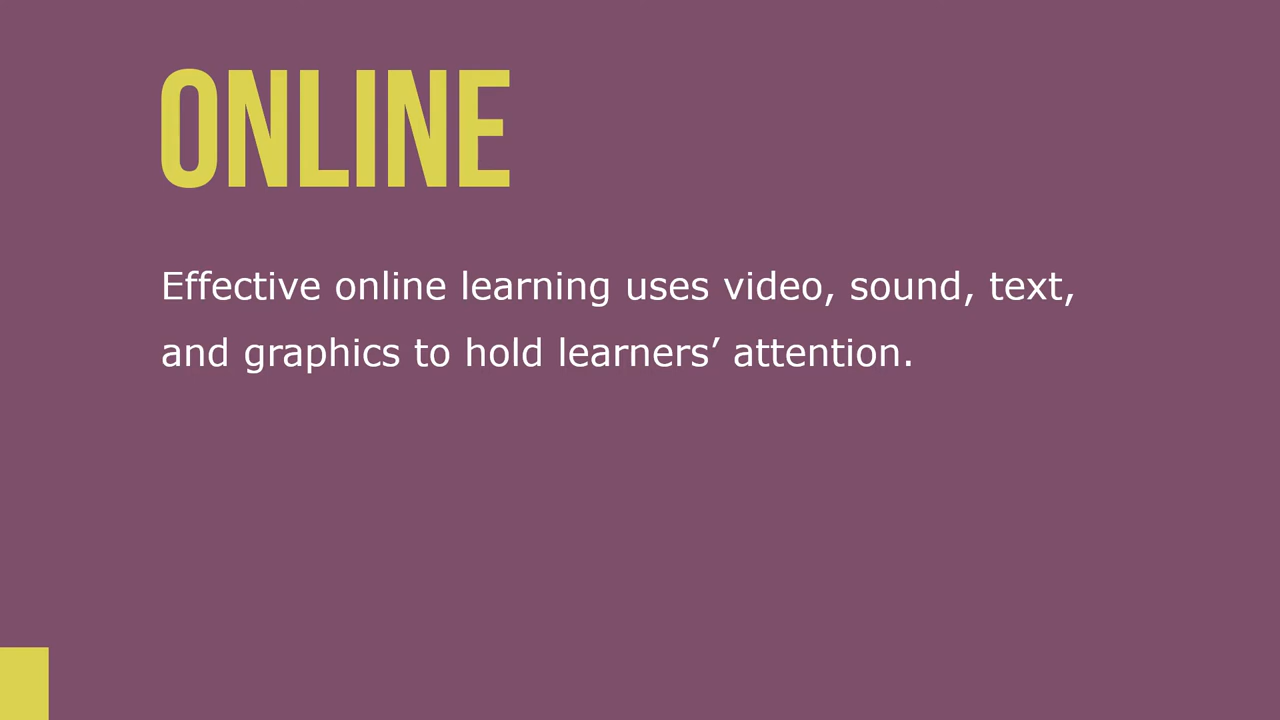 ONLINE
Effective online learning uses video, sound, text,
and graphics to hold learners’ attention.